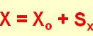 X = Xₒ + Sₓ